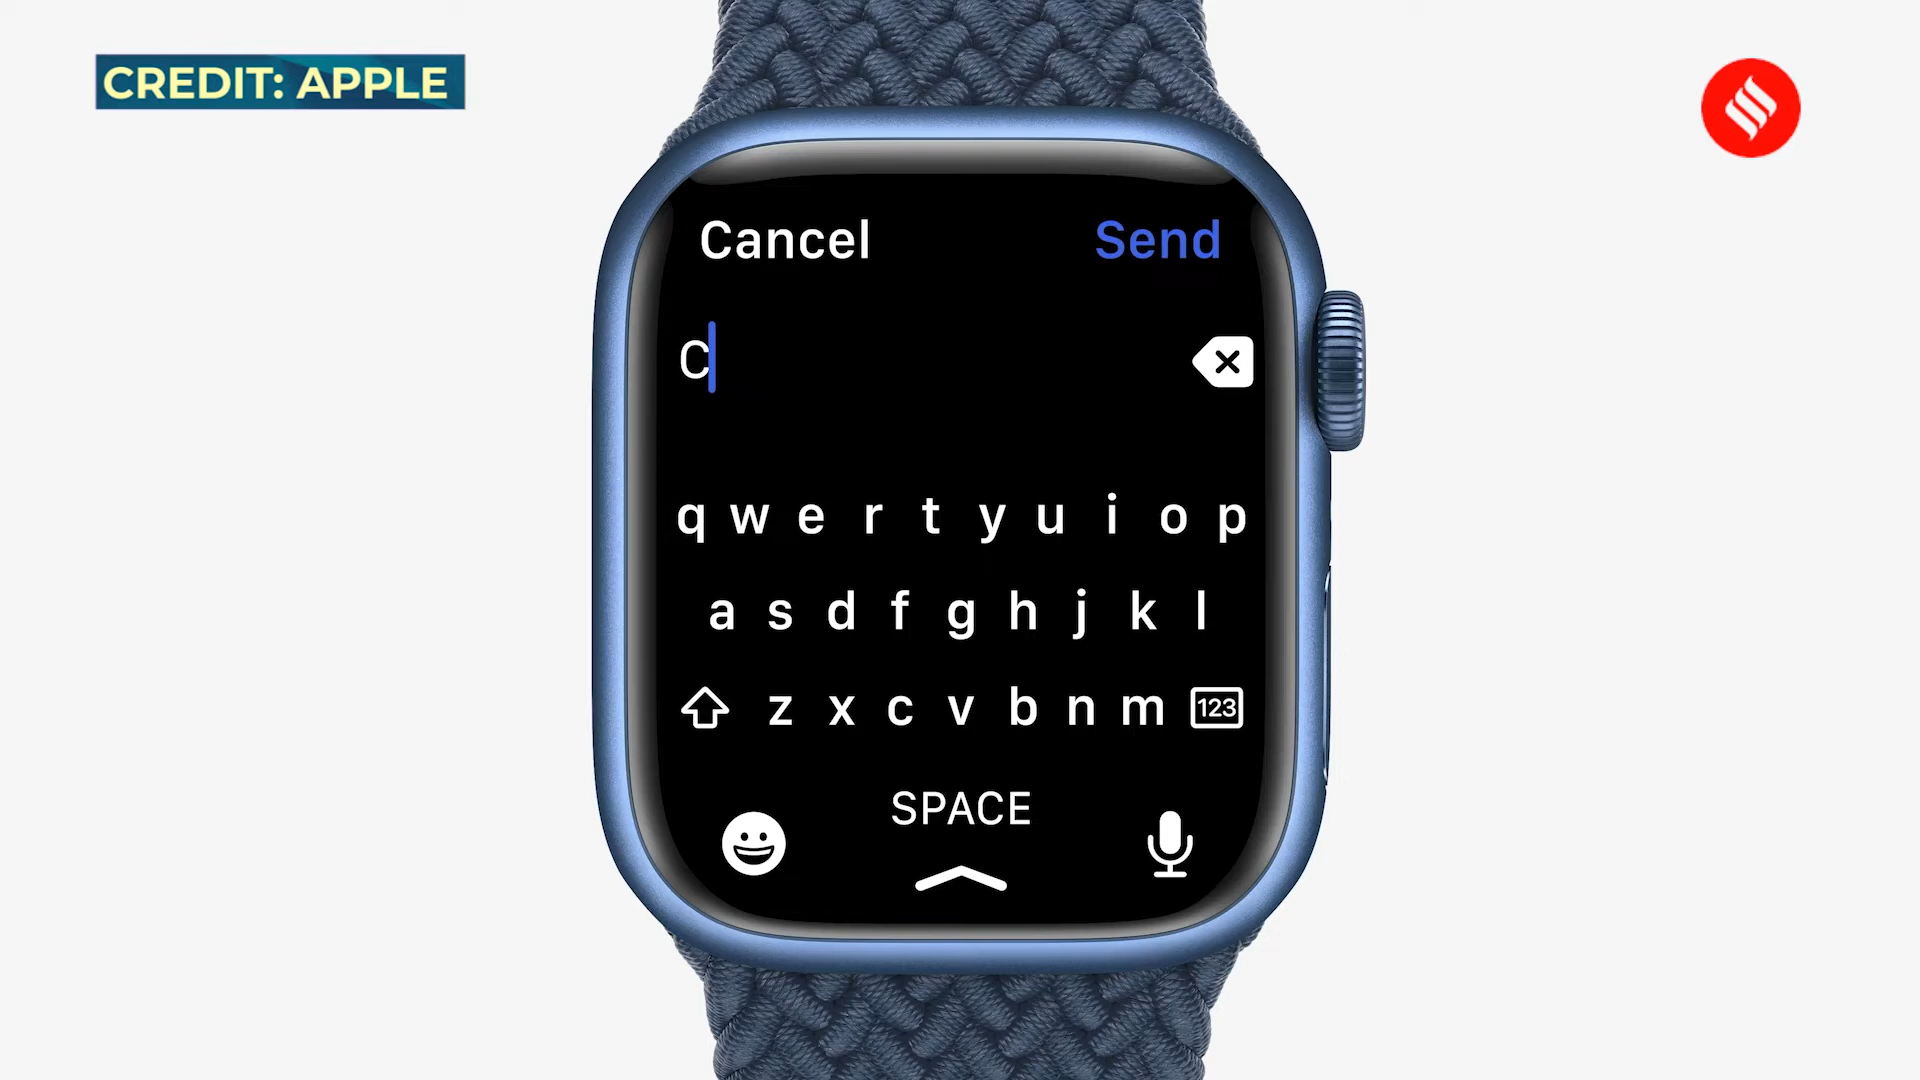 CREDIT: APPLE
Cancel Send
C
q w e r t y u i o p
a s d f g h j k l
z x c v b n m 123
SPACE